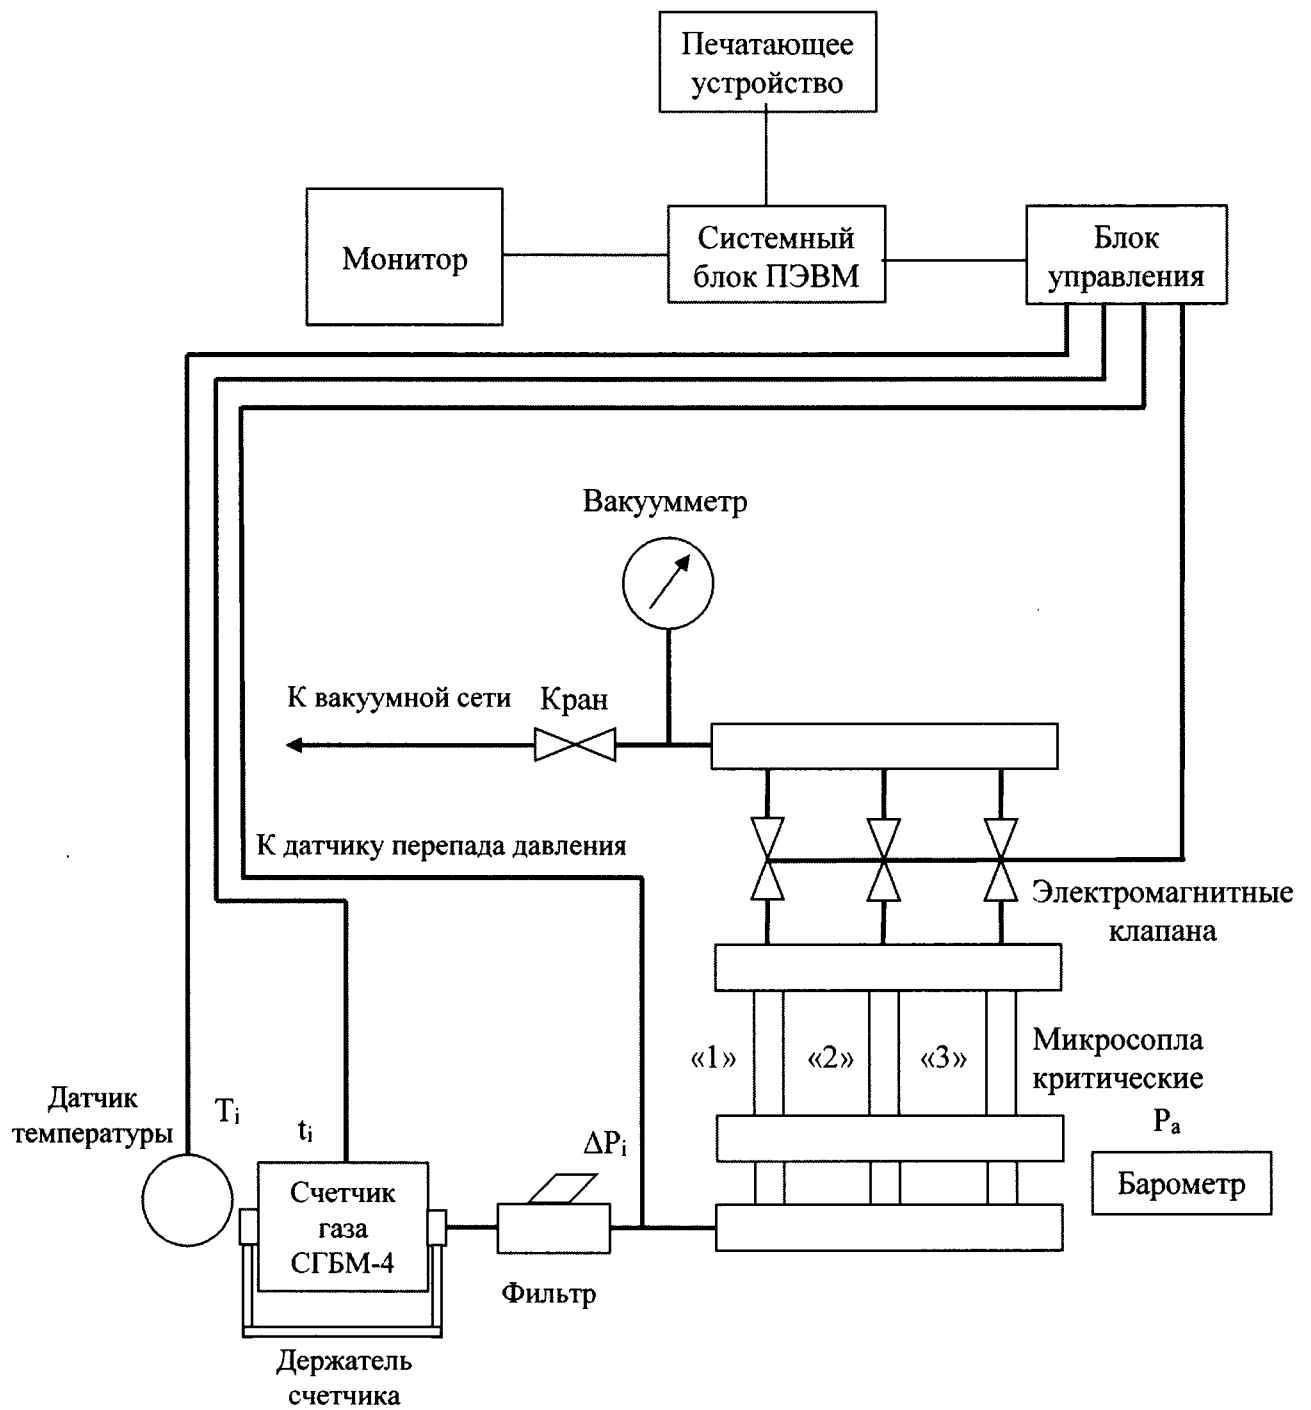 Печатающее
устройство
Монитор
Системный
блок ПЭВМ
Блок
управления
Вакуумметр
К вакуумной сети
Кран
К датчику перепада давления
Электромагнитные
клапана
«1»
«2»
«3»
Микросопла
критические
Датчик
температуры
Ti
ti
ΔPi
Pa
Барометр
Счетчик
газа
СГБМ-4
Фильтр
Держатель
счетчика